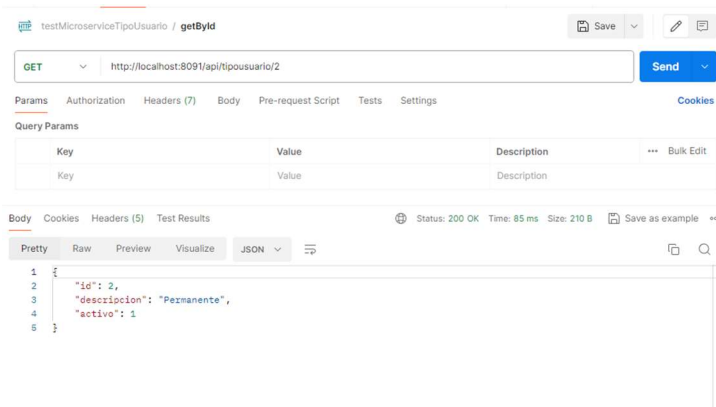 HTTP testMicroserviceTipoUsuario / getById Save
GET http://localhost:8091/api/tipousuario/2 Send
Params Authorization Headers (7) Body Pre-request Script Tests Settings Cookies
Query Params
Key Value Description Bulk Edit
Key Value Description
Body Cookies Headers (5) Test Results Status: 200 OK Time: 85 ms Size: 210 B Save as example
Pretty Raw Preview Visualize JSON
1 {
2 "id": 2,
3 "descripcion": "Permanente",
4 "activo": 1
5 }